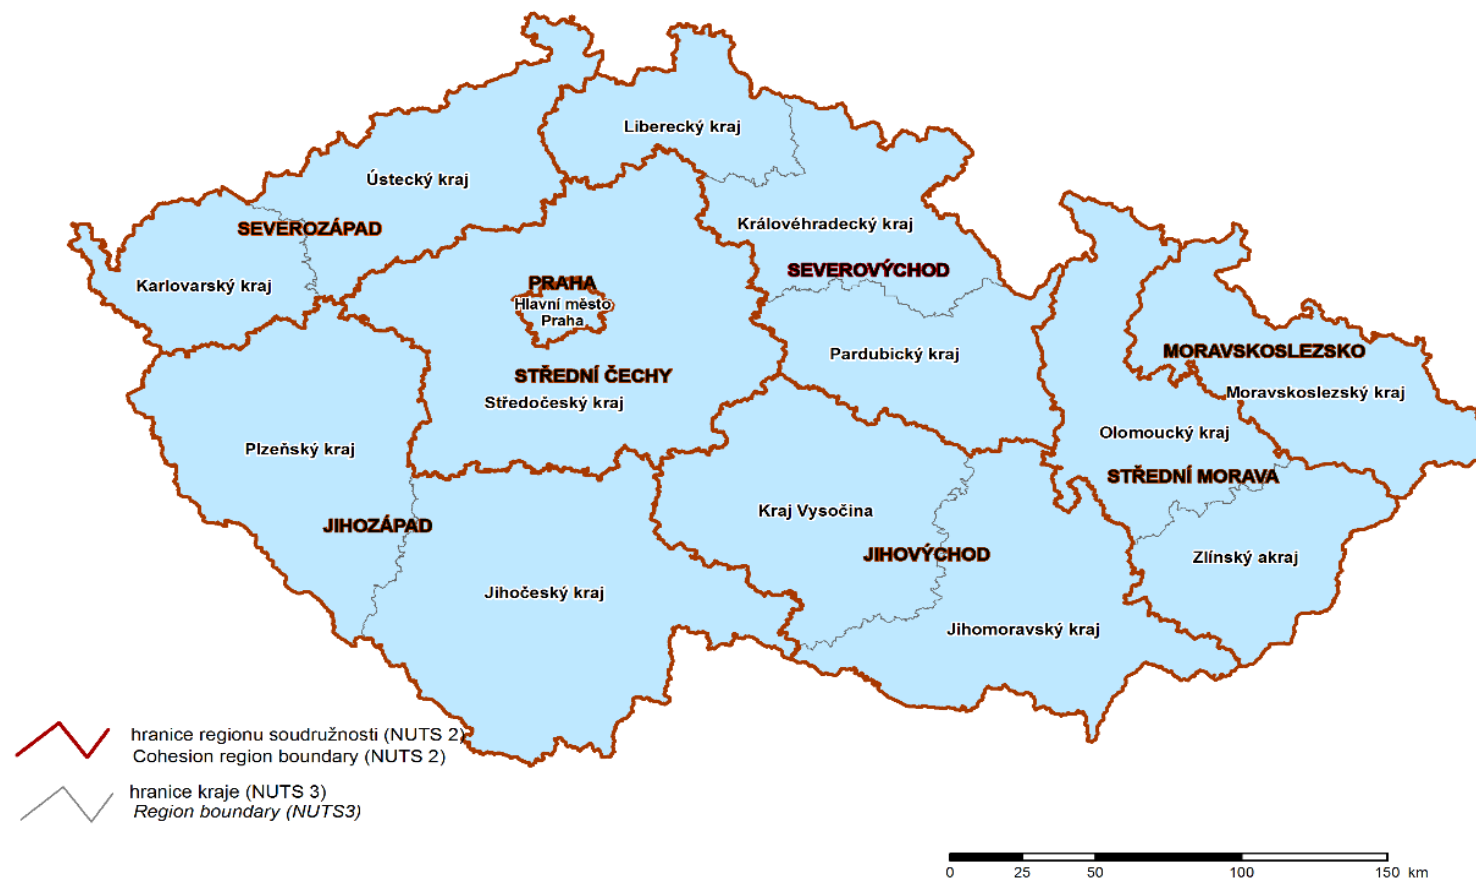 Liberecký kraj
Ústecký kraj
Královéhradecký kraj
SEVEROZÁPAD
SEVEROVÝCHOD
Karlovarský kraj
PRAHA
Hlavní město
Praha
Pardubický kraj
MORAVSKOSLEZSKO
STŘEDNÍ ČECHY
Středočeský kraj
Moravskoslezský kraj
Olomoucký kraj
Plzeňský kraj
STŘEDNÍ MORAVA
Kraj Vysočina
JIHOZÁPAD
JIHOVÝCHOD
Zlínský akraj
Jihočeský kraj
Jihomoravský kraj
hranice regionu soudružnosti (NUTS 2)
Cohesion region boundary (NUTS 2)
hranice kraje (NUTS 3)
Region boundary (NUTS3)
0 25 50 100 150 km